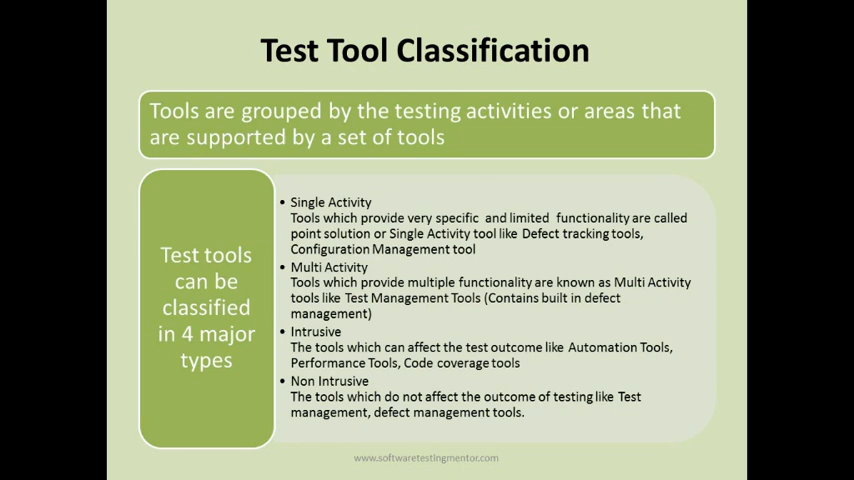 Test Tool Classification
Tools are grouped by the testing activities or areas that
are supported by a set of tools
Test tools
can be
classified
in 4 major
types
• Single Activity
Tools which provide very specific and limited functionality are called
point solution or Single Activity tool like Defect tracking tools,
Configuration Management tool
• Multi Activity
Tools which provide multiple functionality are known as Multi Activity
tools like Test Management Tools (Contains built in defect
management)
• Intrusive
The tools which can affect the test outcome like Automation Tools,
Performance Tools, Code coverage tools
• Non Intrusive
The tools which do not affect the outcome of testing like Test
management, defect management tools.
www.softwaretestingmentor.com